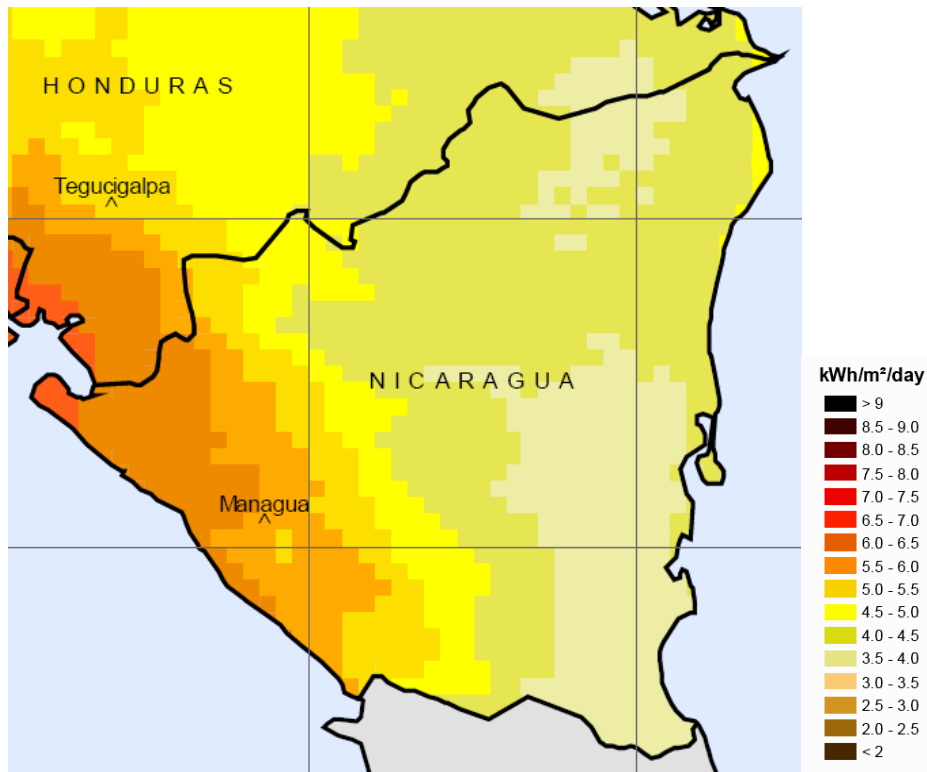 HONDURAS
Tegucigalpa
^
NICARAGUA
Managua
^
kWh/m²/day
> 9
8.5 - 9.0
8.0 - 8.5
7.5 - 8.0
7.0 - 7.5
6.5 - 7.0
6.0 - 6.5
5.5 - 6.0
5.0 - 5.5
4.5 - 5.0
4.0 - 4.5
3.5 - 4.0
3.0 - 3.5
2.5 - 3.0
2.0 - 2.5
< 2